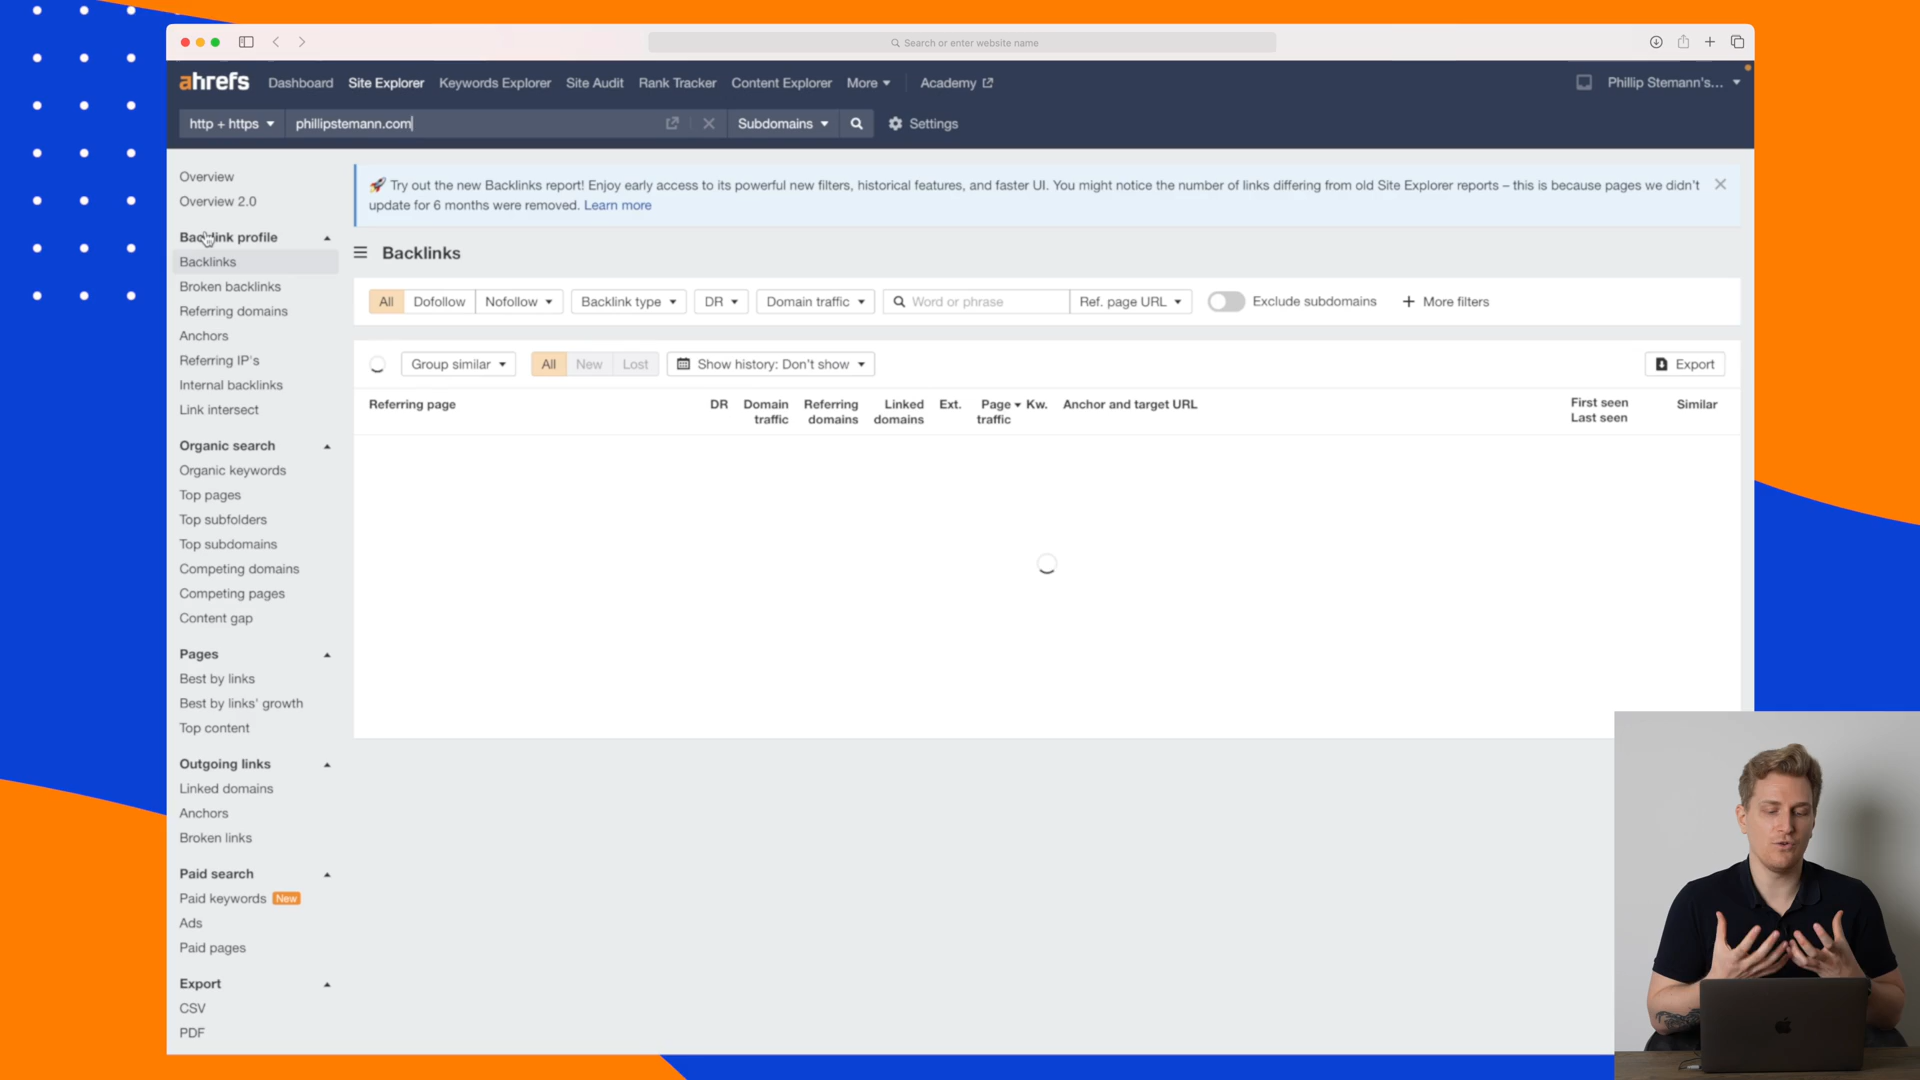 Search or enter website name
ahrefs Dashboard Site Explorer Keywords Explorer Site Audit Rank Tracker Content Explorer More Academy Phillip Stemann's...
http + https phillipstemann.com Subdomains Settings
Overview
Overview 2.0
Backlink profile
Backlinks
Broken backlinks
Referring domains
Anchors
Referring IP's
Internal backlinks
Link intersect
Organic search
Organic keywords
Top pages
Top subfolders
Top subdomains
Competing domains
Competing pages
Content gap
Pages
Best by links
Best by links' growth
Top content
Outgoing links
Linked domains
Anchors
Broken links
Paid search
Paid keywords New
Ads
Paid pages
Export
CSV
PDF
🚀 Try out the new Backlinks report! Enjoy early access to its powerful new filters, historical features, and faster UI. You might notice the number of links differing from old Site Explorer reports – this is because pages we didn't
update for 6 months were removed. Learn more
Backlinks
All Dofollow Nofollow Backlink type DR Domain traffic Word or phrase Ref. page URL Exclude subdomains + More filters
Group similar All New Lost Show history: Don't show Export
Referring page DR Domain Referring Linked Ext. Page Kw. Anchor and target URL First seen Similar
traffic domains domains traffic Last seen